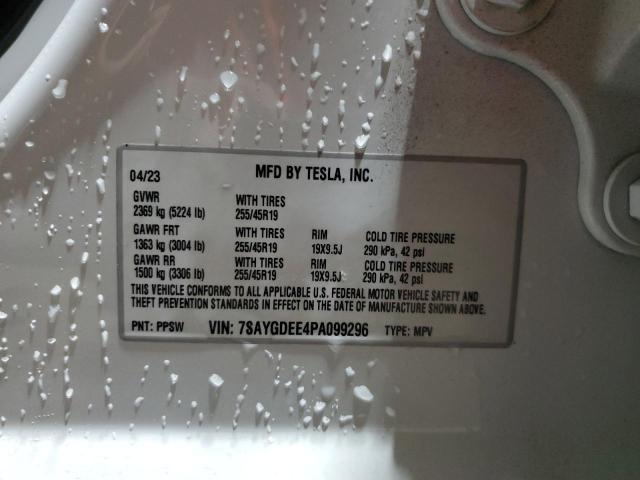 04/23 MFD BY TESLA, INC.
GVWR WITH TIRES
2369 kg (5224 lb) 255/45R19
GAWR FRT WITH TIRES RIM COLD TIRE PRESSURE
1363 kg (3004 lb) 255/45R19 19X9.5J 290 kPa, 42 psi
GAWR RR WITH TIRES RIM COLD TIRE PRESSURE
1500 kg (3306 lb) 255/45R19 19X9.5J 290 kPa, 42 psi
THIS VEHICLE CONFORMS TO ALL APPLICABLE U.S. FEDERAL MOTOR VEHICLE SAFETY AND
THEFT PREVENTION STANDARDS IN EFFECT ON THE DATE OF MANUFACTURE SHOWN ABOVE.
PNT: PPSW VIN: 7SAYGDEE4PA099296 TYPE: MPV